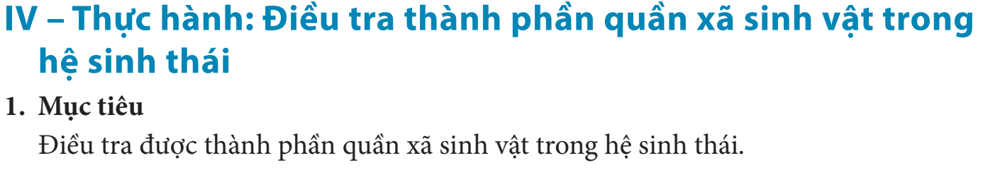 IV – Thực hành: Điều tra thành phần quần xã sinh vật trong
hệ sinh thái
1. Mục tiêu
Điều tra được thành phần quần xã sinh vật trong hệ sinh thái.